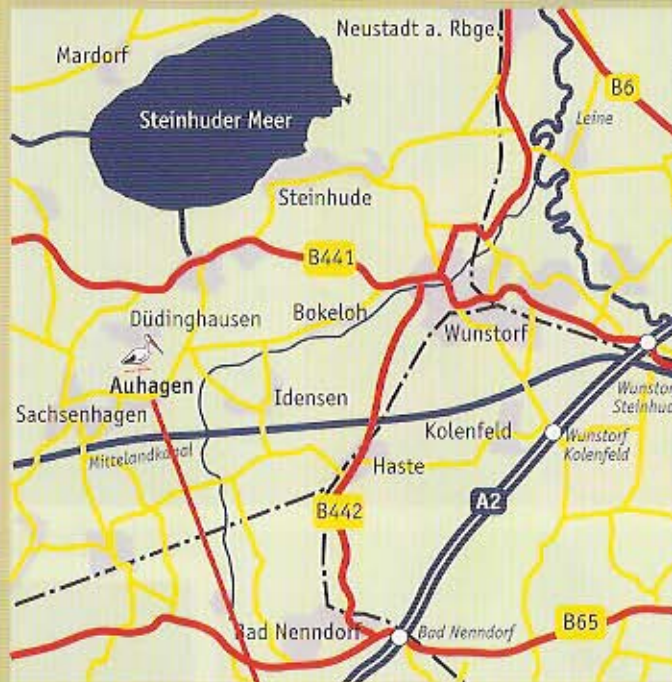 Neustadt a. Rbge.
Mardorf
B6
Steinhuder Meer
Leine
Steinhude
B441
Düdinghausen
Bokeloh
Wunstorf
Auhagen
Idensen
Sachsenhagen
Kolenfeld
Wunstorf
Kolenfeld
Mittelandkanal
Haste
A2
B442
B65
Bad Nenndorf
Bad Nenndorf